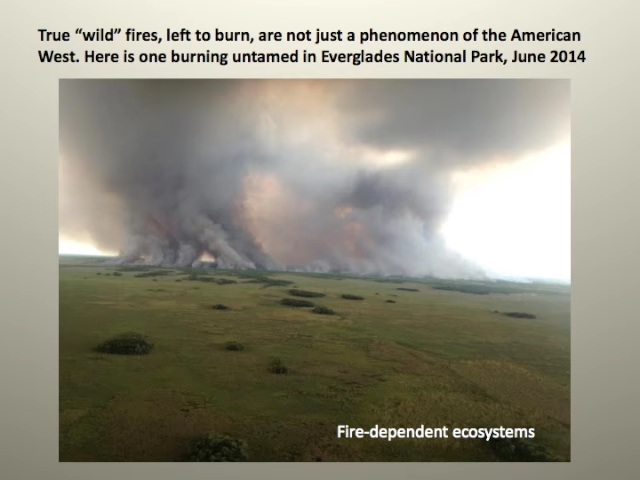 True “wild” fires, left to burn, are not just a phenomenon of the American
West. Here is one burning untamed in Everglades National Park, June 2014
Fire-dependent ecosystems